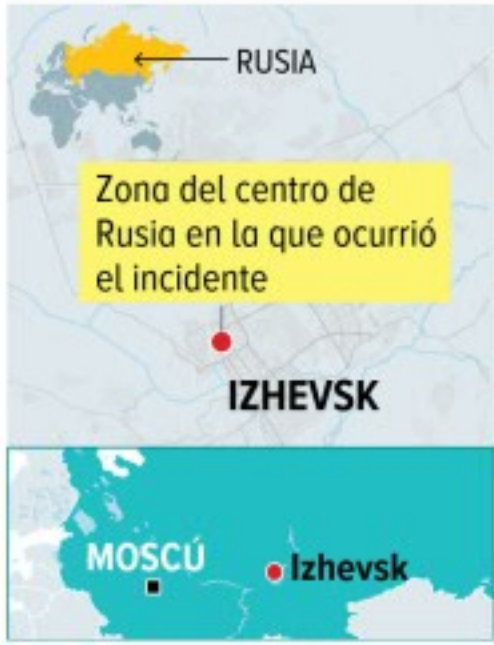 RUSIA
Zona del centro de
Rusia en la que ocurrió
el incidente
IZHEVSK
MOSCÚ
Izhevsk